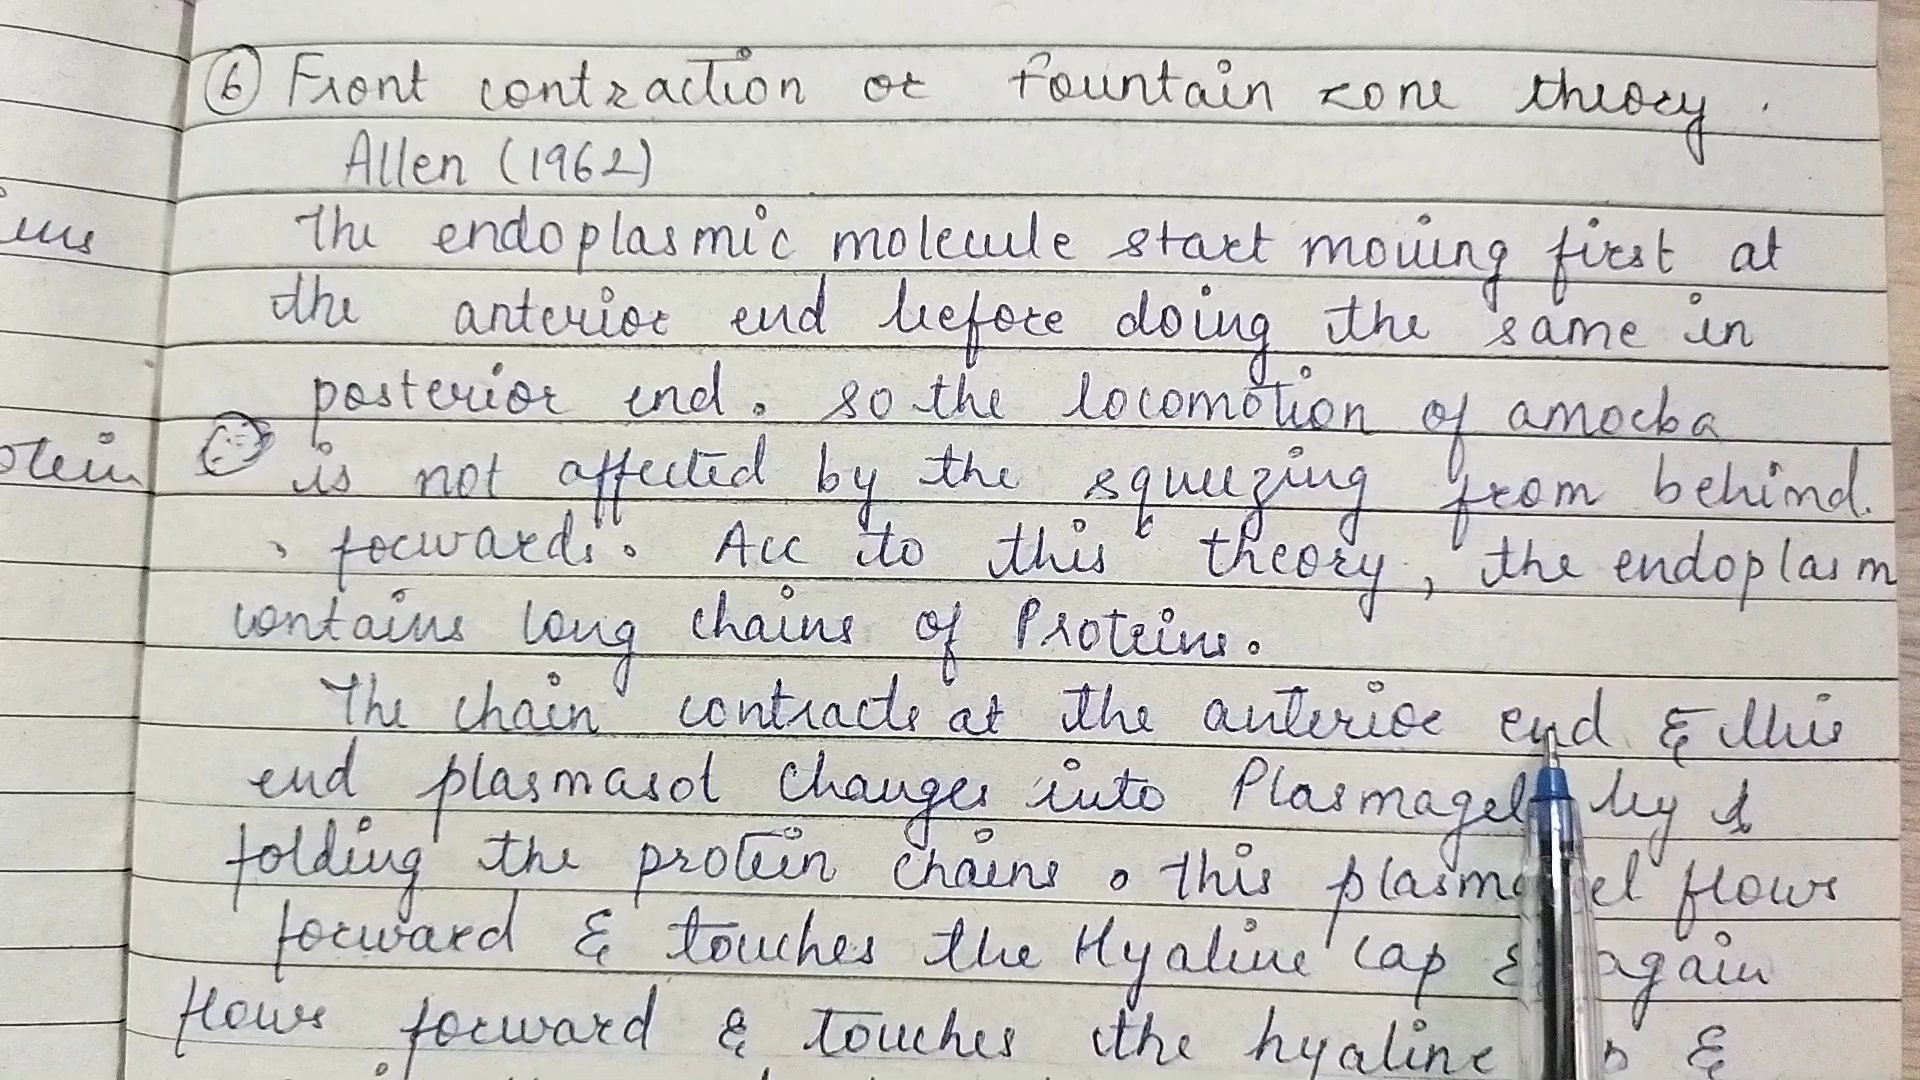 6 Front contraction or fountain zone theory.
Allen (1962)
The endoplasmic molecule start moving first at
the anterior end before doing the same in
posterior end. so the locomotion of amoeba
is not affected by the squeezing from behind.
forwards. Acc to this theory, the endoplasm
contains long chains of Proteins.
The chain contracts at the anterior end & this
end plasmasol changes into Plasmagel by
folding the protein chains. this plasmagel flows
forward & touches the Hyaline cap & again
flows forward & touches the hyaline &